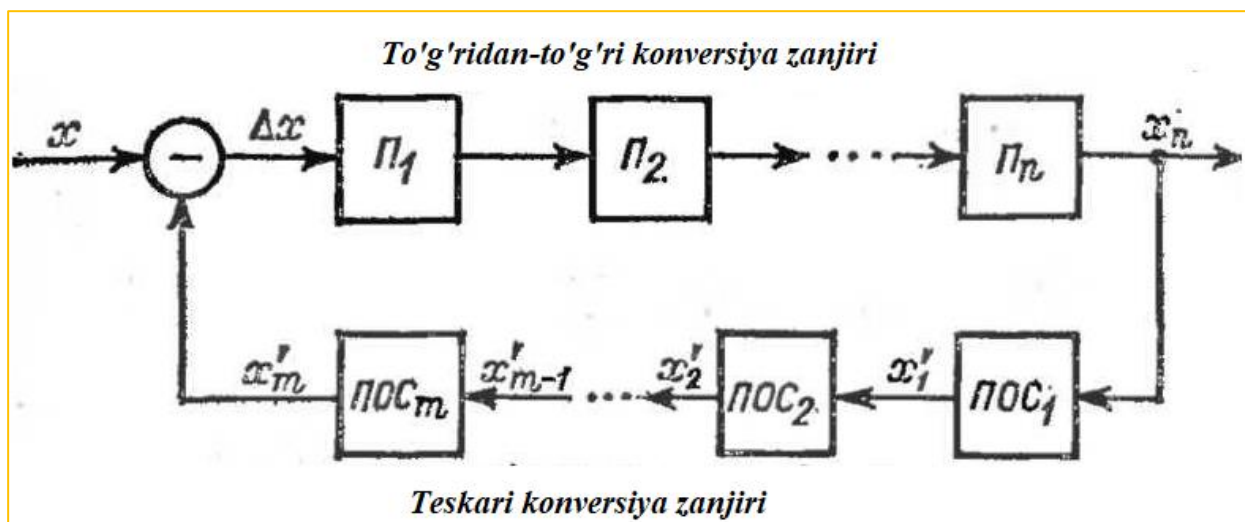 To'g'ridan-to'g'ri konversiya zanjiri
x Δx П₁ П₂ Пₙ xₙ
x'ₘ ПОСₘ x'ₘ₋₁ x'₂ ПОС₂ x'₁ ПОС₁
Teskari konversiya zanjiri